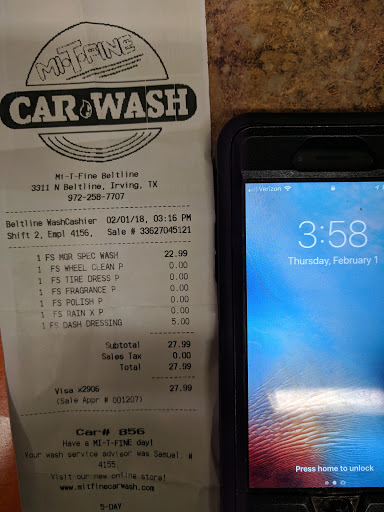 MI·T·FINE
CAR WASH
Mi-T-Fine Beltline
3311 N Beltline, Irving, TX
972-258-7707
Beltline WashCashier 02/01/18, 03:16 PM
Shift 2, Empl 4156, Sale # 33627045121
1 FS MGR SPEC WASH 22.99
1 FS WHEEL CLEAN P 0.00
1 FS TIRE DRESS P 0.00
1 FS FRAGRANCE P 0.00
1 FS POLISH P 0.00
1 FS RAIN X P 0.00
1 FS DASH DRESSING 5.00
Subtotal 27.99
Sales Tax 0.00
Total 27.99
Visa x2906 27.99
(Sale Appr # 001207)
Car# 856
Have a MI-T-FINE day!
Your wash service advisor was Samuel: #
4155.
Visit our new online store!
www.mitfinecarwash.com
5-DAY
Verizon
3:58
Thursday, February 1
Press home to unlock